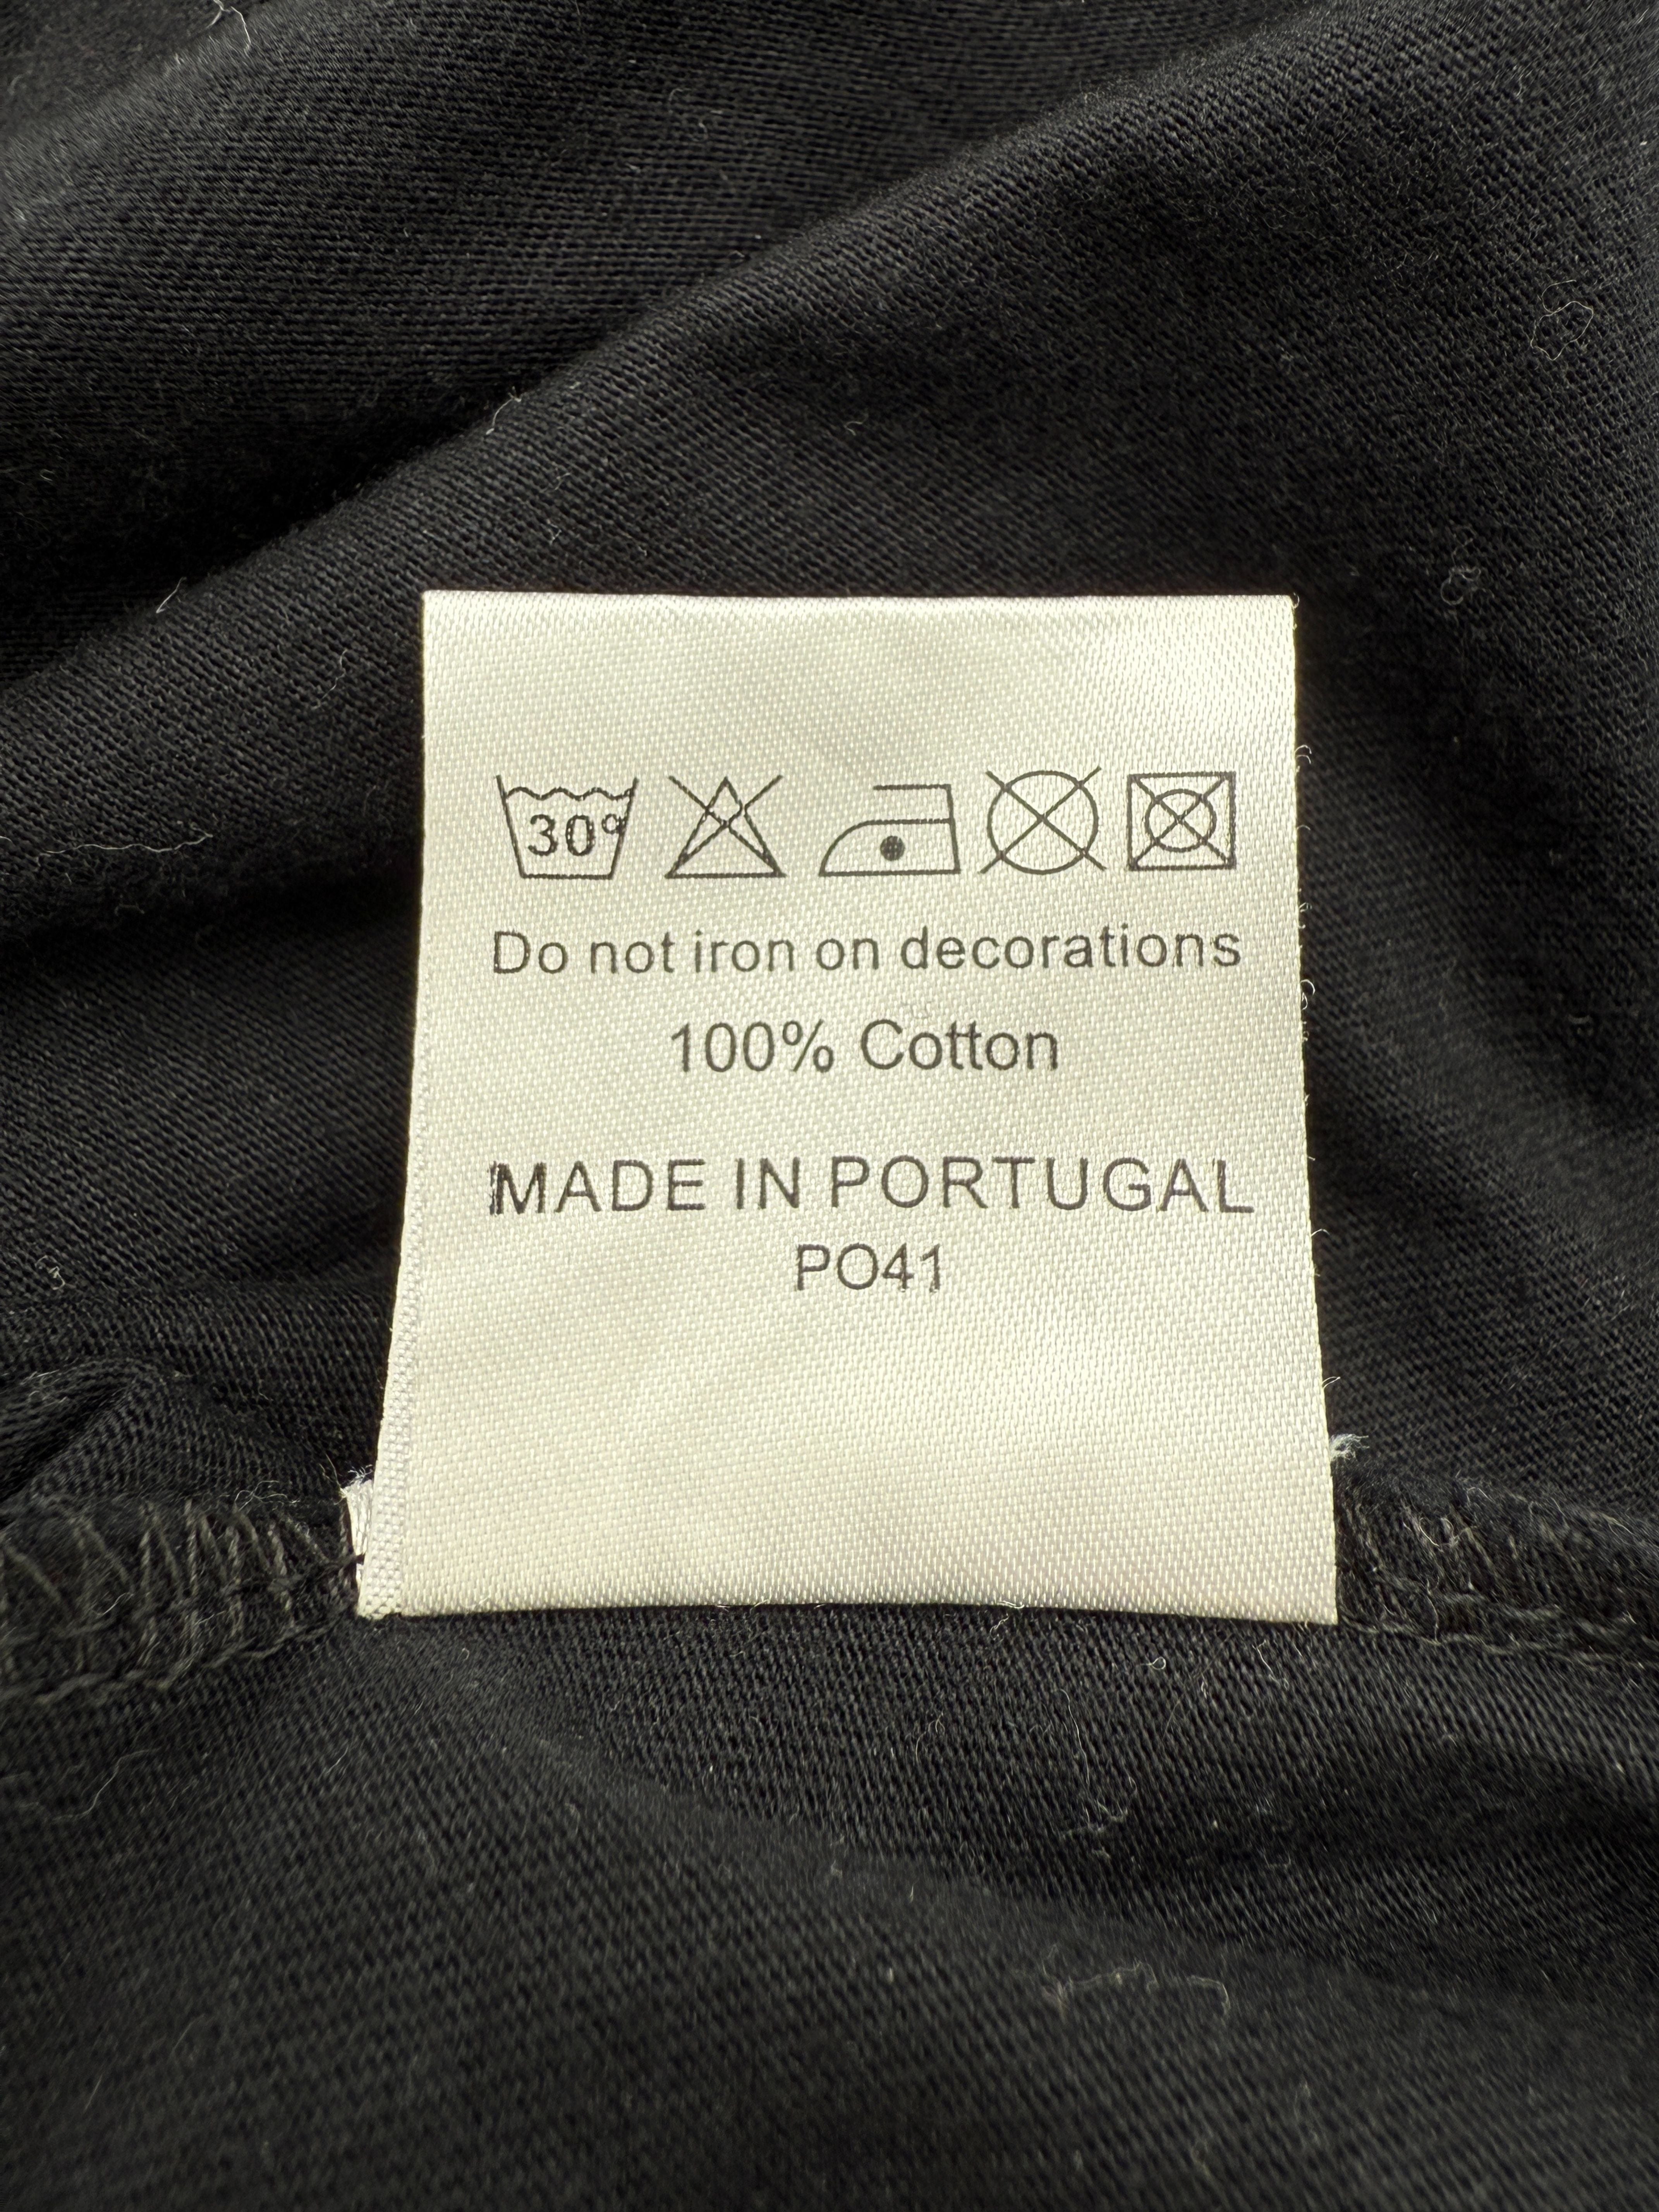 30°
Do not iron on decorations
100% Cotton
MADE IN PORTUGAL
PO41